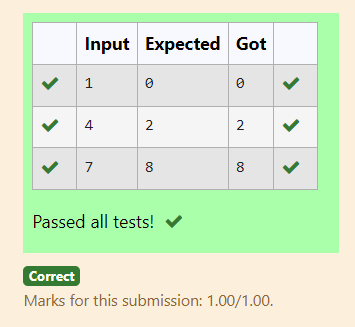 Input Expected Got
1 0 0
4 2 2
7 8 8
Passed all tests!
Correct
Marks for this submission: 1.00/1.00.